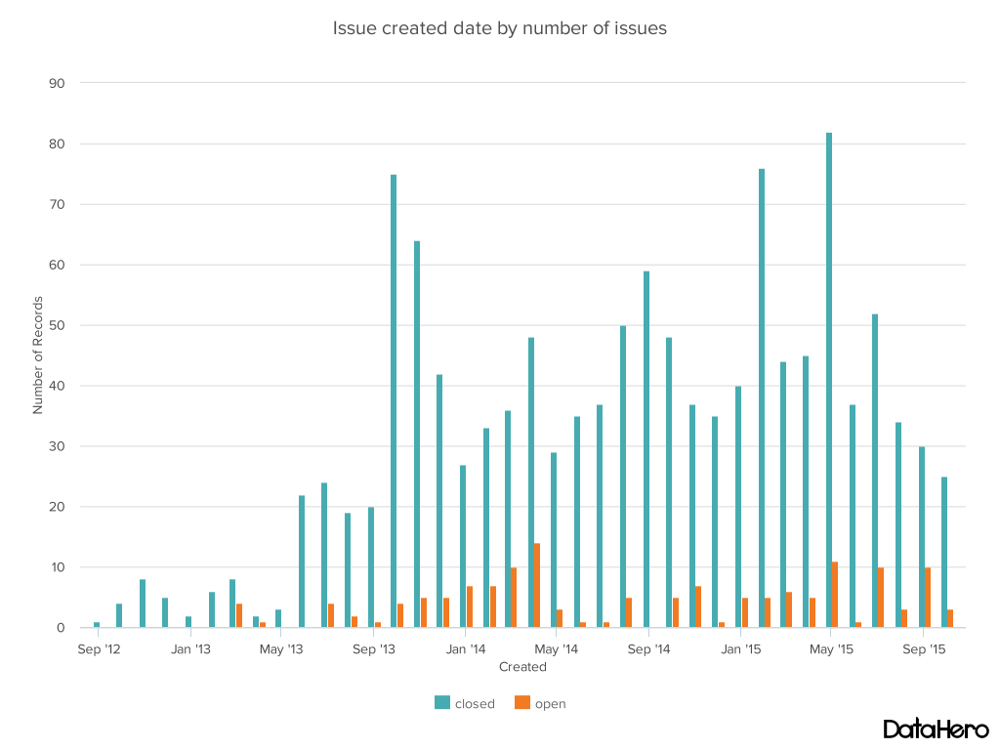 Issue created date by number of issues
90
80
70
60
50
40
30
20
10
0
Number of Records
Sep '12 Jan '13 May '13 Sep '13 Jan '14 May '14 Sep '14 Jan '15 May '15 Sep '15
Created
closed open
DataHero